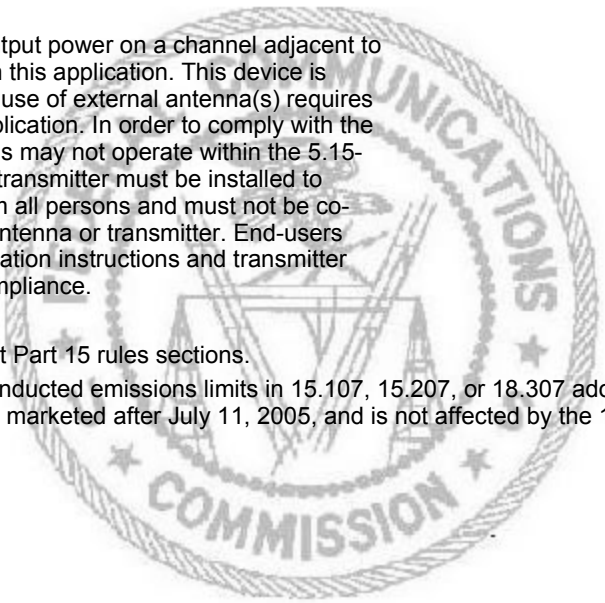 tput power on a channel adjacent to
n this application. This device is
use of external antenna(s) requires
plication. In order to comply with the
s may not operate within the 5.15-
transmitter must be installed to
m all persons and must not be co-
ntenna or transmitter. End-users
ation instructions and transmitter
mpliance.
t Part 15 rules sections.
nducted emissions limits in 15.107, 15.207, or 18.307 add
marketed after July 11, 2005, and is not affected by the 1
COMMUNICATIONS
COMMISSION